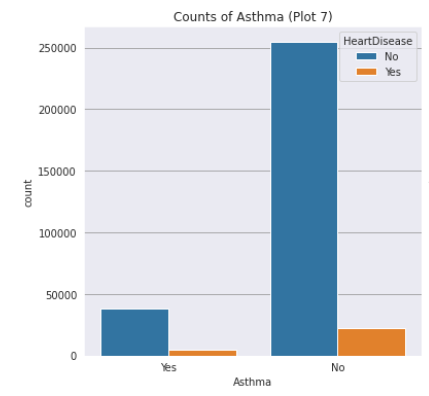 Counts of Asthma (Plot 7)
HeartDisease
No
Yes
250000
200000
150000
100000
50000
0
count
Yes No
Asthma